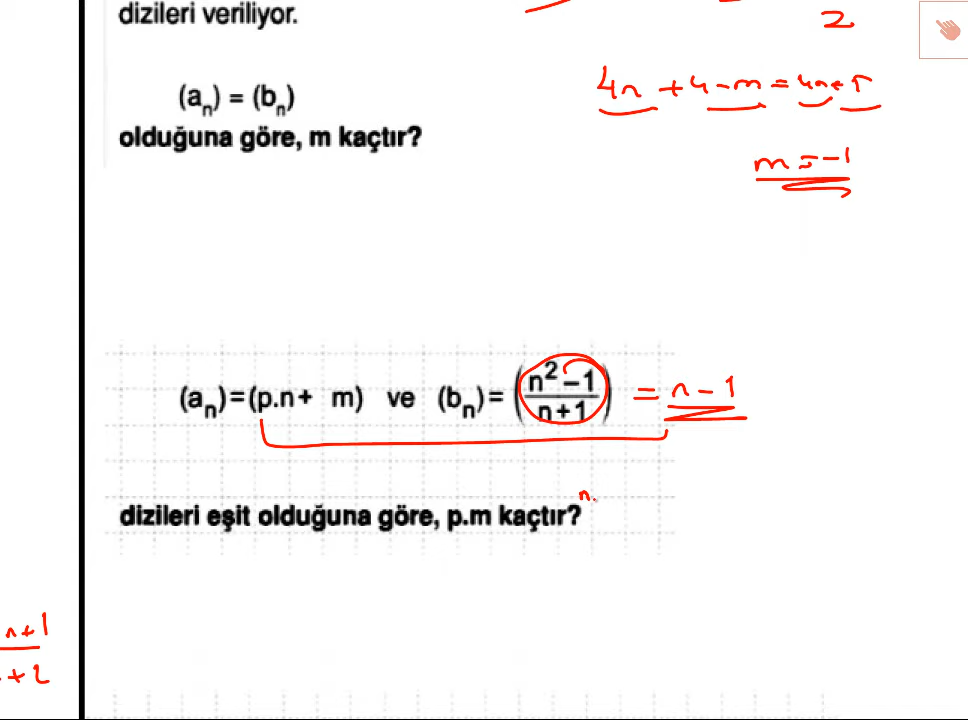 dizileri veriliyor.
2
4n + 4 - m = 4n + 5
(aₙ) = (bₙ)
olduğuna göre, m kaçtır?
m = -1
(aₙ)=(p.n+ m) ve (bₙ)= (n²-1 / n+1) = n-1
n.
dizileri eşit olduğuna göre, p.m kaçtır?
n+1
+2